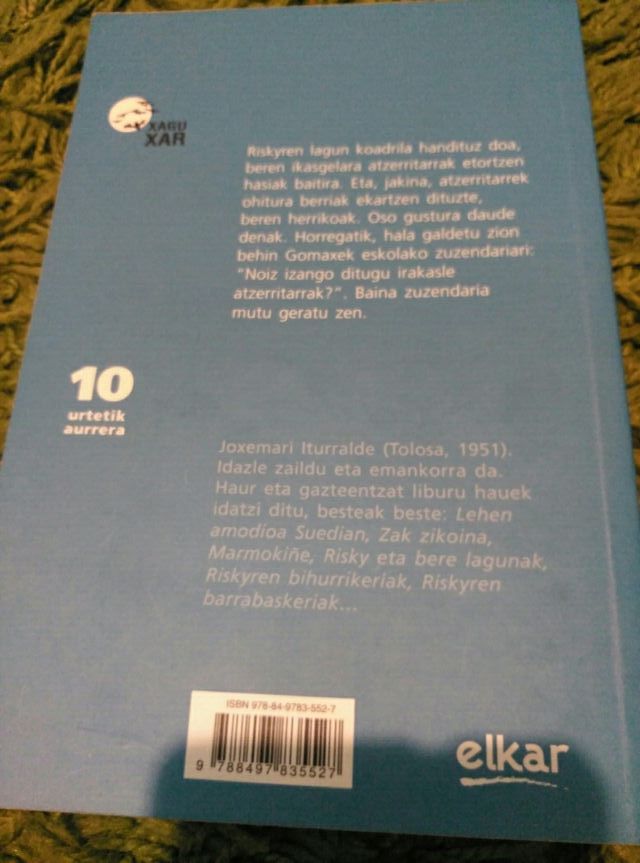 XAGU
XAR
Riskyren lagun koadrila handituz doa,
beren ikasgelara atzerritarrak etortzen
hasiak baitira. Eta, jakina, atzerritarrek
ohitura berriak ekartzen dituzte,
beren herrikoak. Oso gustura daude
denak. Horregatik, hala galdetu zion
behin Gomaxek eskolako zuzendariari:
"Noiz izango ditugu irakasle
atzerritarrak?". Baina zuzendaria
mutu geratu zen.
10
urtetik
aurrera
Joxemari Iturralde (Tolosa, 1951).
Idazle zaildu eta emankorra da.
Haur eta gazteentzat liburu hauek
idatzi ditu, besteak beste: Lehen
amodioa Suedian, Zak zikoina,
Marmokiñe, Risky eta bere lagunak,
Riskyren bihurrikeriak, Riskyren
barrabaskeriak...
ISBN 978-84-9783-552-7
9 788497 835527
elkar